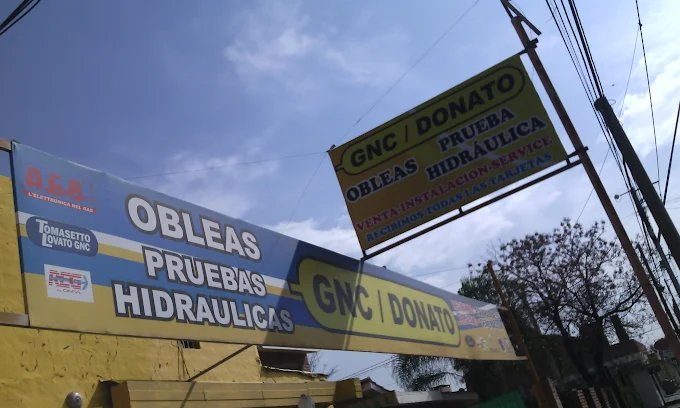 GNC / DONATO
OBLEAS PRUEBA
HIDRÁULICA
VENTA-INSTALACION-SERVICE
RECIBIMOS TODAS LAS TARJETAS
L'ELETTRONICA NEL GAS
TOMASETTO
LOVATO GNC
OBLEAS
PRUEBAS
HIDRAULICAS
GNC / DONATO